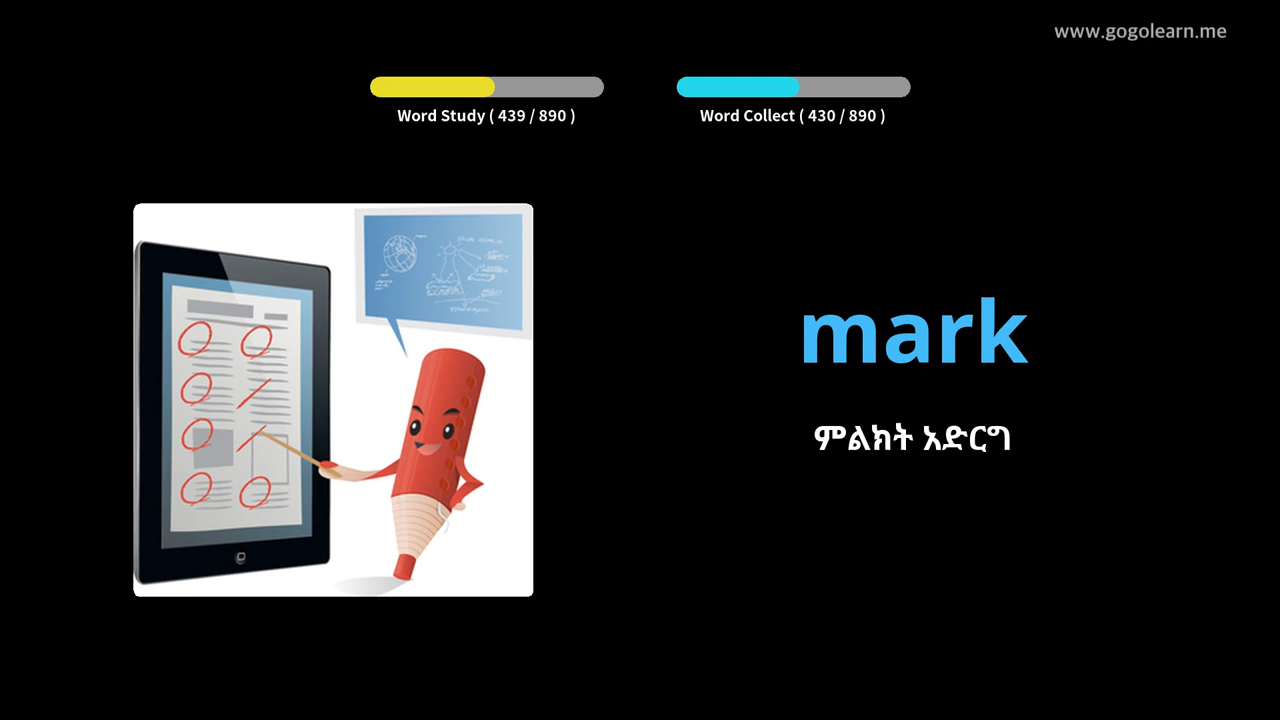 www.gogolearn.me
Word Study ( 439 / 890 )
Word Collect ( 430 / 890 )
mark
ምልክት አድርግ